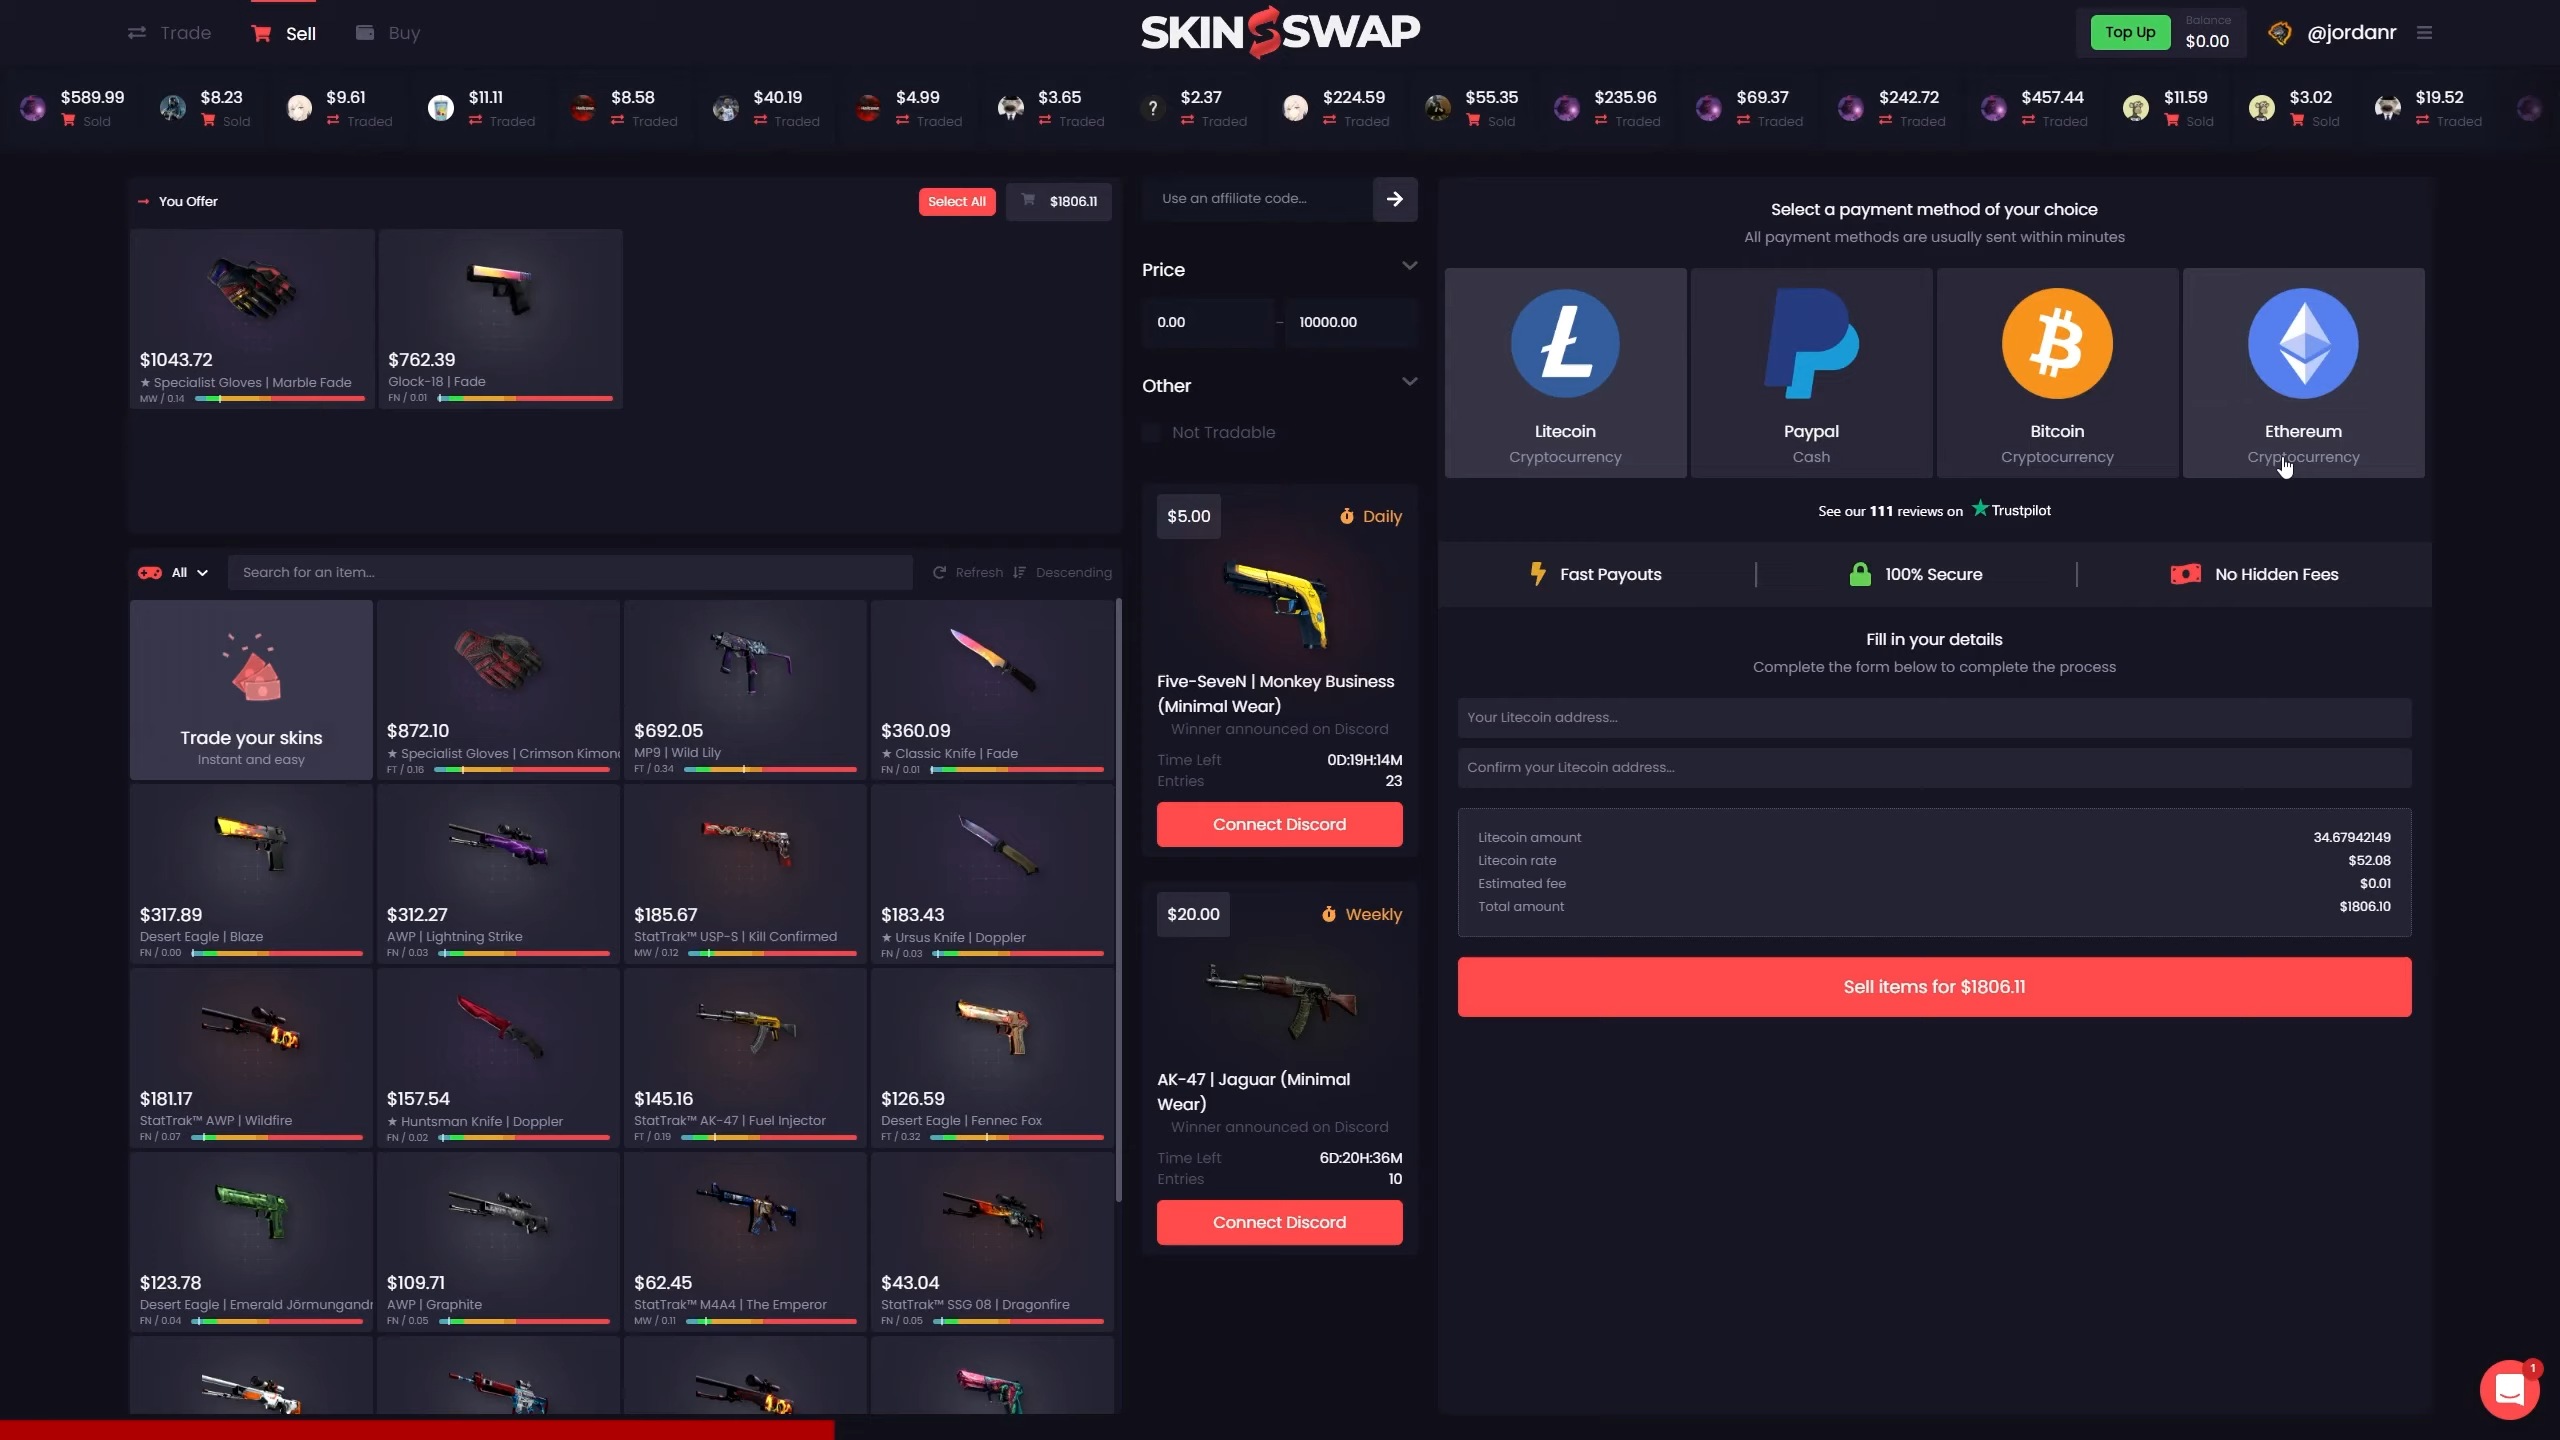 Trade
Sell
Buy
SKIN SWAP
Top Up
Balance
$0.00
@jordanr
$589.99
Sold
$8.23
Sold
$9.61
Traded
$11.11
Traded
$8.58
Traded
$40.19
Traded
$4.99
Traded
$3.65
Traded
?
$2.37
Traded
$224.59
Traded
$55.35
Sold
$235.96
Traded
$69.37
Traded
$242.72
Traded
$457.44
Traded
$11.59
Sold
$3.02
Sold
$19.52
Traded
You Offer
Select All
$1806.11
$1043.72
★ Specialist Gloves | Marble Fade
MW / 0.14
$762.39
Glock-18 | Fade
FN / 0.01
All
Search for an item...
Refresh
Descending
Trade your skins
Instant and easy
$872.10
★ Specialist Gloves | Crimson Kimono
FT / 0.16
$692.05
MP9 | Wild Lily
FT / 0.34
$360.09
★ Classic Knife | Fade
FN / 0.01
$317.89
Desert Eagle | Blaze
FN / 0.00
$312.27
AWP | Lightning Strike
FN / 0.03
$185.67
StatTrak™ USP-S | Kill Confirmed
MW / 0.12
$183.43
★ Ursus Knife | Doppler
FN / 0.03
$181.17
StatTrak™ AWP | Wildfire
FN / 0.07
$157.54
★ Huntsman Knife | Doppler
FN / 0.02
$145.16
StatTrak™ AK-47 | Fuel Injector
FT / 0.19
$126.59
Desert Eagle | Fennec Fox
FT / 0.32
$123.78
Desert Eagle | Emerald Jörmungandr
FN / 0.04
$109.71
AWP | Graphite
FN / 0.05
$62.45
StatTrak™ M4A4 | The Emperor
MW / 0.11
$43.04
StatTrak™ SSG 08 | Dragonfire
FN / 0.05
Use an affiliate code...
Price
0.00
–
10000.00
Other
Not Tradable
$5.00
Daily
Five-SeveN | Monkey Business
(Minimal Wear)
Winner announced on Discord
Time Left
0D:19H:14M
Entries
23
Connect Discord
$20.00
Weekly
AK-47 | Jaguar (Minimal
Wear)
Winner announced on Discord
Time Left
6D:20H:36M
Entries
10
Connect Discord
Select a payment method of your choice
All payment methods are usually sent within minutes
Litecoin
Cryptocurrency
Paypal
Cash
Bitcoin
Cryptocurrency
Ethereum
Cryptocurrency
See our 111 reviews on Trustpilot
Fast Payouts
100% Secure
No Hidden Fees
Fill in your details
Complete the form below to complete the process
Your Litecoin address...
Confirm your Litecoin address...
Litecoin amount
34.67942149
Litecoin rate
$52.08
Estimated fee
$0.01
Total amount
$1806.10
Sell items for $1806.11
1